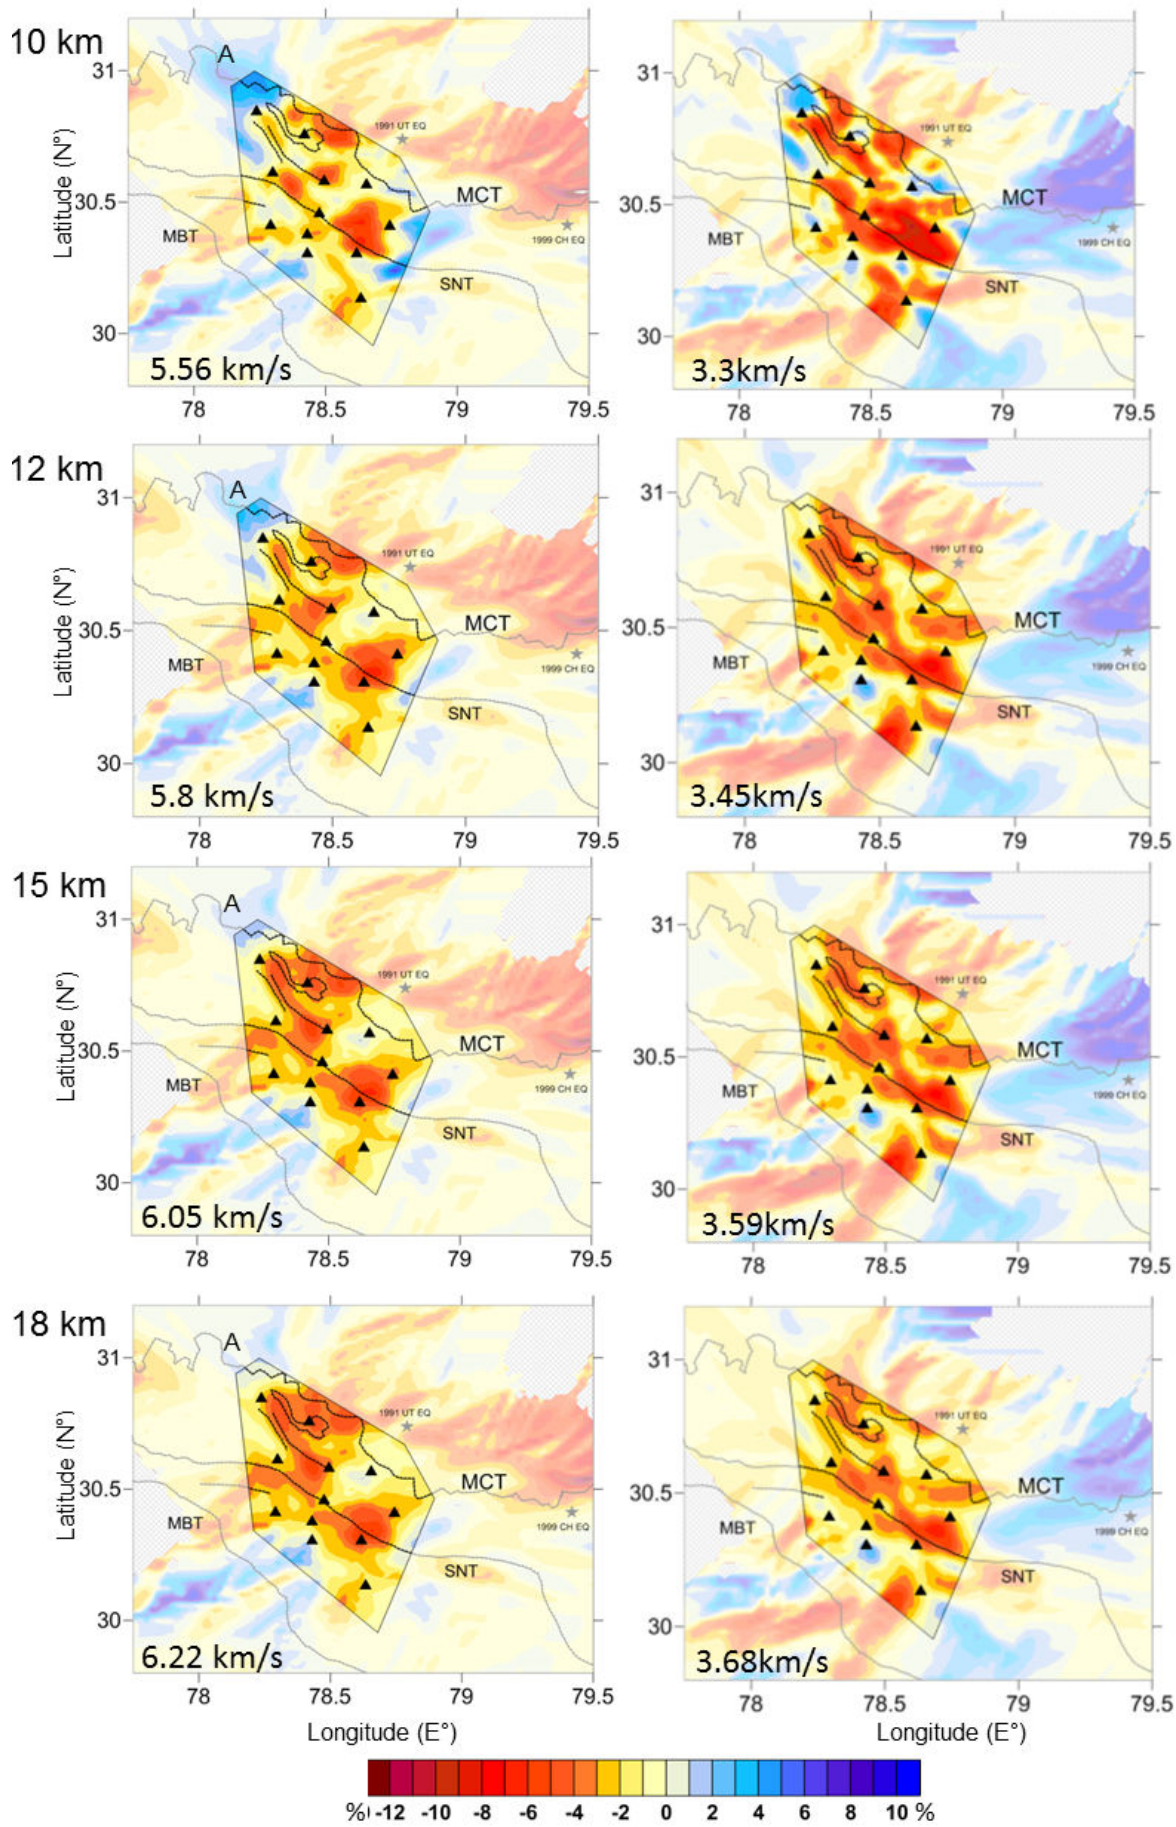 10 km
A
31
30.5
30
Latitude (N°)
1991 UT EQ
MCT
1999 CH EQ
MBT
SNT
5.56 km/s
78
78.5
79
79.5
31
30.5
30
1991 UT EQ
MCT
1999 CH EQ
MBT
SNT
3.3km/s
78
78.5
79
79.5
12 km
A
31
30.5
30
Latitude (N°)
1991 UT EQ
MCT
1999 CH EQ
MBT
SNT
5.8 km/s
78
78.5
79
79.5
31
30.5
30
1991 UT EQ
MCT
1999 CH EQ
MBT
SNT
3.45km/s
78
78.5
79
79.5
15 km
A
31
30.5
30
Latitude (N°)
1991 UT EQ
MCT
1999 CH EQ
MBT
SNT
6.05 km/s
78
78.5
79
79.5
31
30.5
30
1991 UT EQ
MCT
1999 CH EQ
MBT
SNT
3.59km/s
78
78.5
79
79.5
18 km
A
31
30.5
30
Latitude (N°)
1991 UT EQ
MCT
1999 CH EQ
MBT
SNT
6.22 km/s
78
78.5
79
79.5
Longitude (E°)
31
30.5
30
1991 UT EQ
MCT
1999 CH EQ
MBT
SNT
3.68km/s
78
78.5
79
79.5
Longitude (E°)
% -12 -10 -8 -6 -4 -2 0 2 4 6 8 10 %